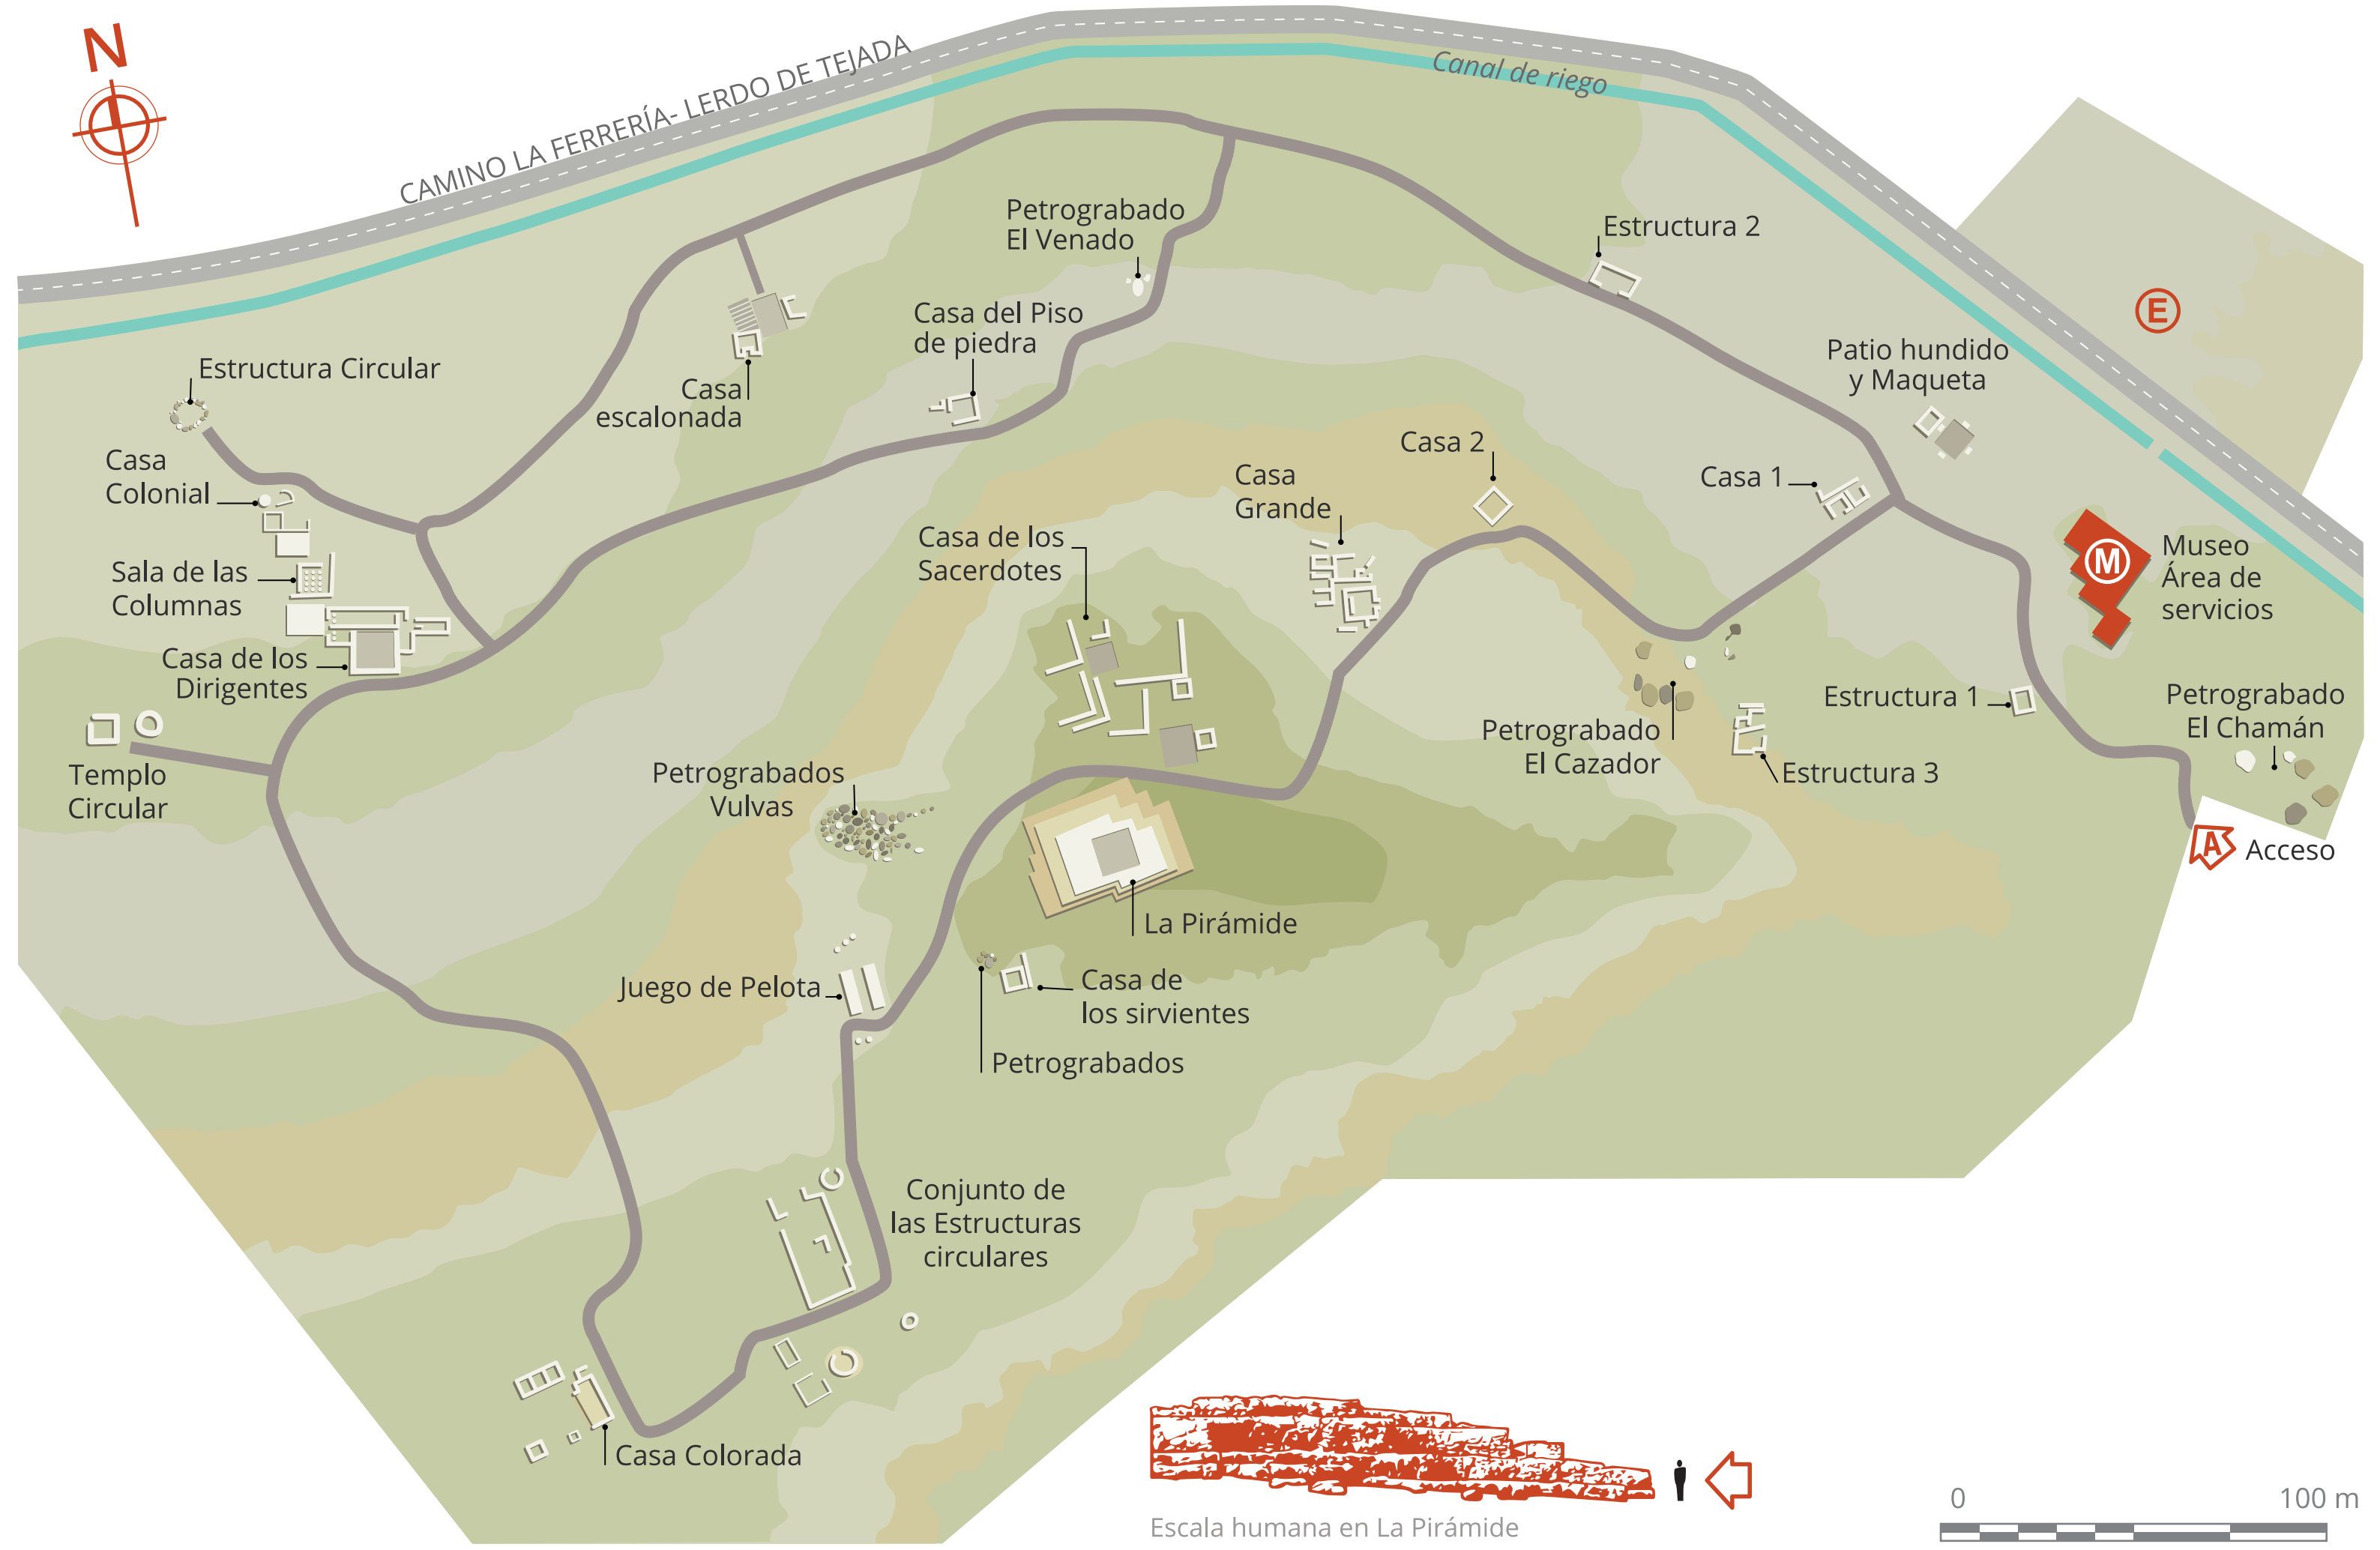 N
CAMINO LA FERRERÍA- LERDO DE TEJADA
Canal de riego
Petrograbado
El Venado
Estructura 2
E
Casa del Piso
de piedra
Patio hundido
y Maqueta
Estructura Circular
Casa
escalonada
Casa 2
Casa
Colonial
Casa
Grande
Casa 1
Casa de los
Sacerdotes
M
Museo
Área de
servicios
Sala de las
Columnas
Casa de los
Dirigentes
Estructura 1
Petrograbado
El Chamán
Petrograbado
El Cazador
Estructura 3
Templo
Circular
Petrograbados
Vulvas
A
Acceso
La Pirámide
Juego de Pelota
Casa de
los sirvientes
Petrograbados
Conjunto de
las Estructuras
circulares
Casa Colorada
Escala humana en La Pirámide
0
100 m